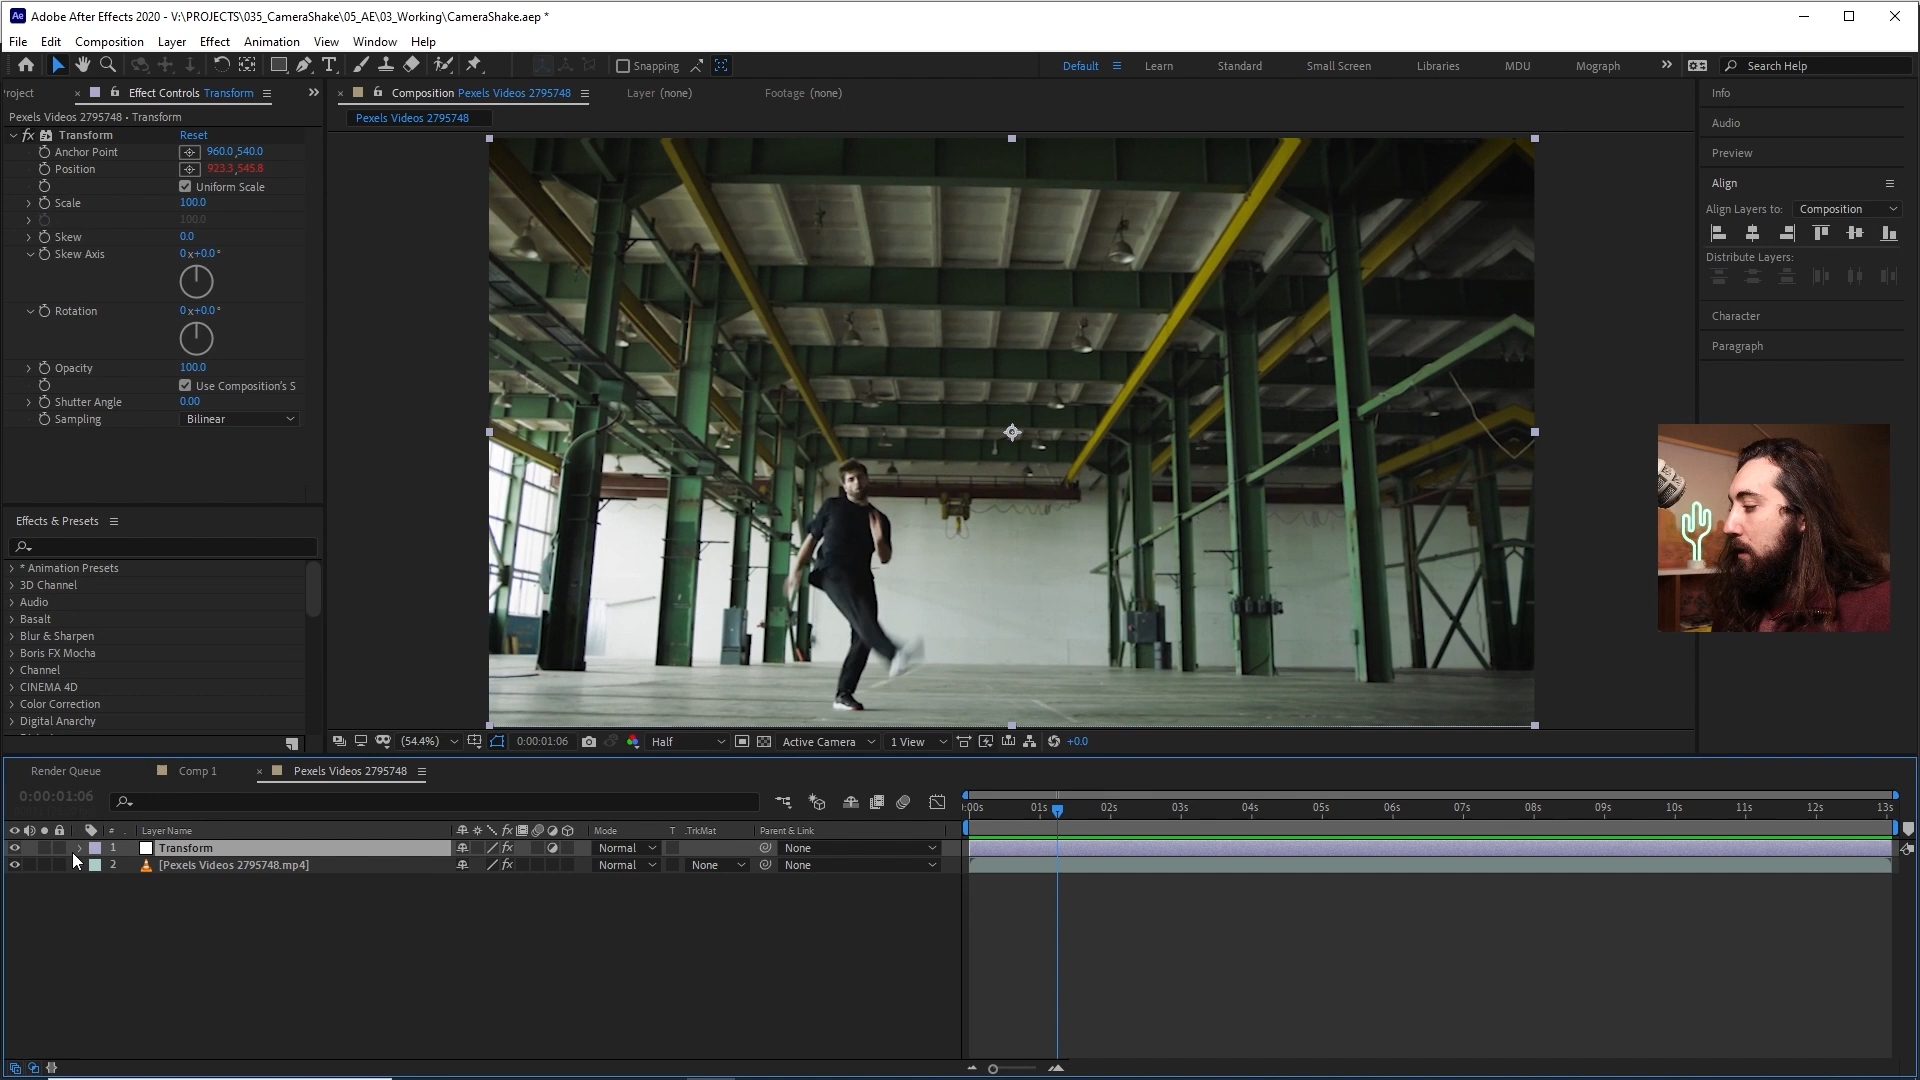 Ae Adobe After Effects 2020 - V:\PROJECTS\035_CameraShake\05_AE\03_Working\CameraShake.aep *
File Edit Composition Layer Effect Animation View Window Help
Snapping Default Learn Standard Small Screen Libraries MDU Mograph Search Help
roject Effect Controls Transform Composition Pexels Videos 2795748 Layer (none) Footage (none)
Pexels Videos 2795748 • Transform
Pexels Videos 2795748
fx Transform Reset
Anchor Point 960.0,540.0
Position 923.3,545.8
Uniform Scale
Scale 100.0
100.0
Skew 0.0
Skew Axis 0x+0.0°
Rotation 0x+0.0°
Opacity 100.0
Use Composition's S
Shutter Angle 0.00
Sampling Bilinear
Effects & Presets
* Animation Presets
3D Channel
Audio
Basalt
Blur & Sharpen
Boris FX Mocha
Channel
CINEMA 4D
Color Correction
Digital Anarchy
Info
Audio
Preview
Align
Align Layers to: Composition
Distribute Layers:
Character
Paragraph
(54.4%) 0:00:01:06 Half Active Camera 1 View +0.0
Render Queue Comp 1 Pexels Videos 2795748
0:00:01:06
:00s 01s 02s 03s 04s 05s 06s 07s 08s 09s 10s 11s 12s 13s
# Layer Name fx Mode T .TrkMat Parent & Link
1 Transform fx Normal None
2 [Pexels Videos 2795748.mp4] fx Normal None None